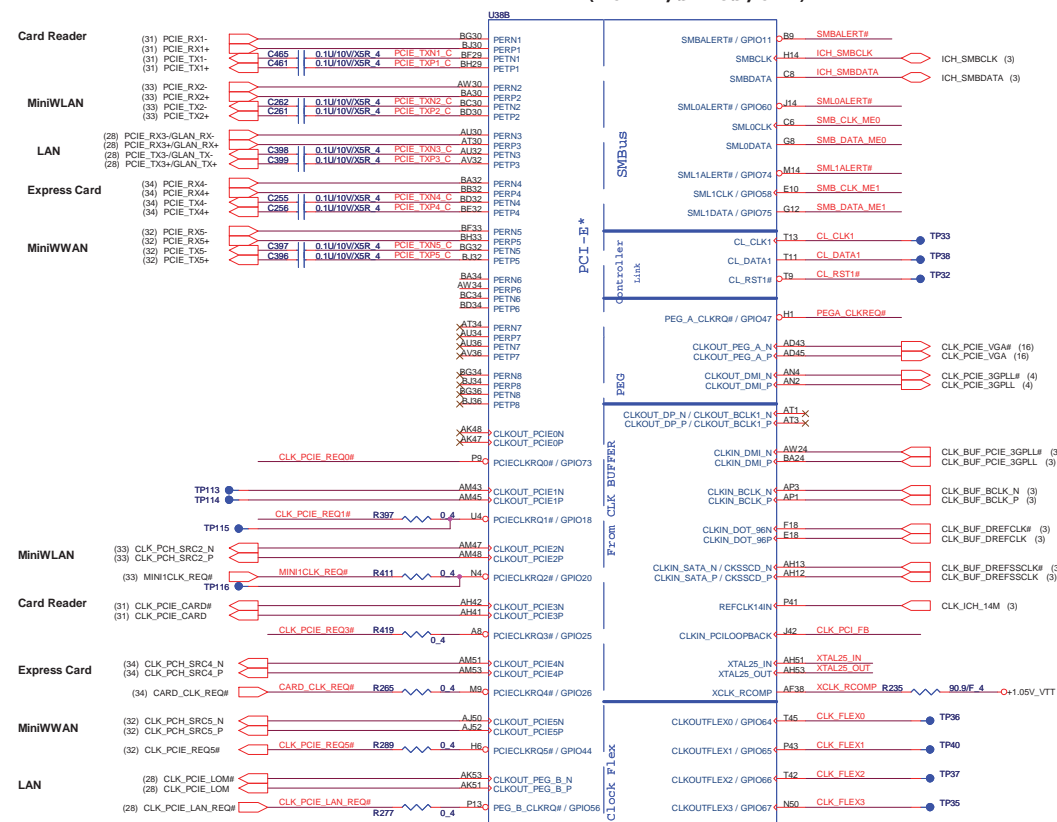 U38B
Card Reader
(31) PCIE_RX1- BG30 PERN1
(31) PCIE_RX1+ BJ30 PERP1
(31) PCIE_TX1- C465 0.1U/10V/X5R_4 PCIE_TXN1_C BF29 PETN1
(31) PCIE_TX1+ C461 0.1U/10V/X5R_4 PCIE_TXP1_C BH29 PETP1
MiniWLAN
(33) PCIE_RX2- AW30 PERN2
(33) PCIE_RX2+ BA30 PERP2
(33) PCIE_TX2- C262 0.1U/10V/X5R_4 PCIE_TXN2_C BC30 PETN2
(33) PCIE_TX2+ C261 0.1U/10V/X5R_4 PCIE_TXP2_C BD30 PETP2
LAN
(28) PCIE_RX3-/GLAN_RX- AU30 PERN3
(28) PCIE_RX3+/GLAN_RX+ AT30 PERP3
(28) PCIE_TX3-/GLAN_TX- C398 0.1U/10V/X5R_4 PCIE_TXN3_C AU32 PETN3
(28) PCIE_TX3+/GLAN_TX+ C399 0.1U/10V/X5R_4 PCIE_TXP3_C AV32 PETP3
Express Card
(34) PCIE_RX4- BA32 PERN4
(34) PCIE_RX4+ BB32 PERP4
(34) PCIE_TX4- C255 0.1U/10V/X5R_4 PCIE_TXN4_C BD32 PETN4
(34) PCIE_TX4+ C256 0.1U/10V/X5R_4 PCIE_TXP4_C BE32 PETP4
MiniWWAN
(32) PCIE_RX5- BF33 PERN5
(32) PCIE_RX5+ BH33 PERP5
(32) PCIE_TX5- C397 0.1U/10V/X5R_4 PCIE_TXN5_C BG32 PETN5
(32) PCIE_TX5+ C396 0.1U/10V/X5R_4 PCIE_TXP5_C BJ32 PETP5
BA34 PERN6
AW34 PERP6
BC34 PETN6
BD34 PETP6
AT34 PERN7
AU34 PERP7
AU36 PETN7
AV36 PETP7
BG34 PERN8
BJ34 PERP8
BG36 PETN8
BJ36 PETP8
AK48 CLKOUT_PCIE0N
AK47 CLKOUT_PCIE0P
CLK_PCIE_REQ0# P9 PCIECLKRQ0# / GPIO73
TP113 AM43 CLKOUT_PCIE1N
TP114 AM45 CLKOUT_PCIE1P
CLK_PCIE_REQ1# R397 0_4 U4 PCIECLKRQ1# / GPIO18
TP115
MiniWLAN
(33) CLK_PCH_SRC2_N AM47 CLKOUT_PCIE2N
(33) CLK_PCH_SRC2_P AM48 CLKOUT_PCIE2P
(33) MINI1CLK_REQ# MINI1CLK_REQ# R411 0_4 N4 PCIECLKRQ2# / GPIO20
TP116
Card Reader
(31) CLK_PCIE_CARD# AH42 CLKOUT_PCIE3N
(31) CLK_PCIE_CARD AH41 CLKOUT_PCIE3P
CLK_PCIE_REQ3# R419 0_4 A8 PCIECLKRQ3# / GPIO25
Express Card
(34) CLK_PCH_SRC4_N AM51 CLKOUT_PCIE4N
(34) CLK_PCH_SRC4_P AM53 CLKOUT_PCIE4P
(34) CARD_CLK_REQ# CARD_CLK_REQ# R265 0_4 M9 PCIECLKRQ4# / GPIO26
MiniWWAN
(32) CLK_PCH_SRC5_N AJ50 CLKOUT_PCIE5N
(32) CLK_PCH_SRC5_P AJ52 CLKOUT_PCIE5P
(32) CLK_PCIE_REQ5# CLK_PCIE_REQ5# R289 0_4 H6 PCIECLKRQ5# / GPIO44
LAN
(28) CLK_PCIE_LOM# AK53 CLKOUT_PEG_B_N
(28) CLK_PCIE_LOM AK51 CLKOUT_PEG_B_P
(28) CLK_PCIE_LAN_REQ# CLK_PCIE_LAN_REQ# R277 0_4 P13 PEG_B_CLKRQ# / GPIO56
PCI-E*
SMBus
Controller
Link
PEG
From CLK BUFFER
Clock Flex
SMBALERT# / GPIO11 B9 SMBALERT#
SMBCLK H14 ICH_SMBCLK ICH_SMBCLK (3)
SMBDATA C8 ICH_SMBDATA ICH_SMBDATA (3)
SML0ALERT# / GPIO60 J14 SML0ALERT#
SML0CLK C6 SMB_CLK_ME0
SML0DATA G8 SMB_DATA_ME0
SML1ALERT# / GPIO74 M14 SML1ALERT#
SML1CLK / GPIO58 E10 SMB_CLK_ME1
SML1DATA / GPIO75 G12 SMB_DATA_ME1
CL_CLK1 T13 CL_CLK1 TP33
CL_DATA1 T11 CL_DATA1 TP38
CL_RST1# T9 CL_RST1# TP32
PEG_A_CLKRQ# / GPIO47 H1 PEGA_CLKREQ#
CLKOUT_PEG_A_N AD43 CLK_PCIE_VGA# (16)
CLKOUT_PEG_A_P AD45 CLK_PCIE_VGA (16)
CLKOUT_DMI_N AN4 CLK_PCIE_3GPLL# (4)
CLKOUT_DMI_P AN2 CLK_PCIE_3GPLL (4)
CLKOUT_DP_N / CLKOUT_BCLK1_N AT1
CLKOUT_DP_P / CLKOUT_BCLK1_P AT3
CLKIN_DMI_N AW24 CLK_BUF_PCIE_3GPLL# (3
CLKIN_DMI_P BA24 CLK_BUF_PCIE_3GPLL (3)
CLKIN_BCLK_N AP3 CLK_BUF_BCLK_N (3)
CLKIN_BCLK_P AP1 CLK_BUF_BCLK_P (3)
CLKIN_DOT_96N F18 CLK_BUF_DREFCLK# (3)
CLKIN_DOT_96P E18 CLK_BUF_DREFCLK (3)
CLKIN_SATA_N / CKSSCD_N AH13 CLK_BUF_DREFSSCLK# (3
CLKIN_SATA_P / CKSSCD_P AH12 CLK_BUF_DREFSSCLK (3)
REFCLK14IN P41 CLK_ICH_14M (3)
CLKIN_PCILOOPBACK J42 CLK_PCI_FB
XTAL25_IN AH51 XTAL25_IN
XTAL25_OUT AH53 XTAL25_OUT
XCLK_RCOMP AF38 XCLK_RCOMP R235 90.9/F_4 +1.05V_VTT
CLKOUTFLEX0 / GPIO64 T45 CLK_FLEX0 TP36
CLKOUTFLEX1 / GPIO65 P43 CLK_FLEX1 TP40
CLKOUTFLEX2 / GPIO66 T42 CLK_FLEX2 TP37
CLKOUTFLEX3 / GPIO67 N50 CLK_FLEX3 TP35